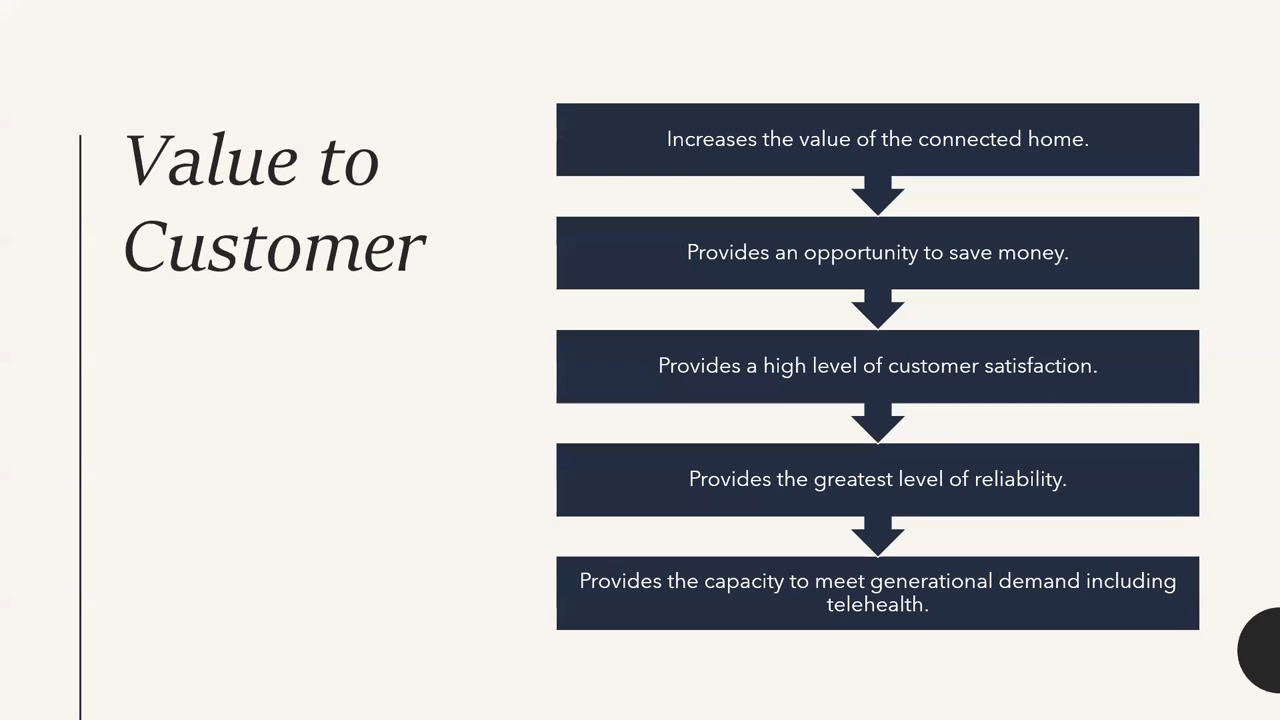 Value to
Customer
Increases the value of the connected home.
Provides an opportunity to save money.
Provides a high level of customer satisfaction.
Provides the greatest level of reliability.
Provides the capacity to meet generational demand including
telehealth.